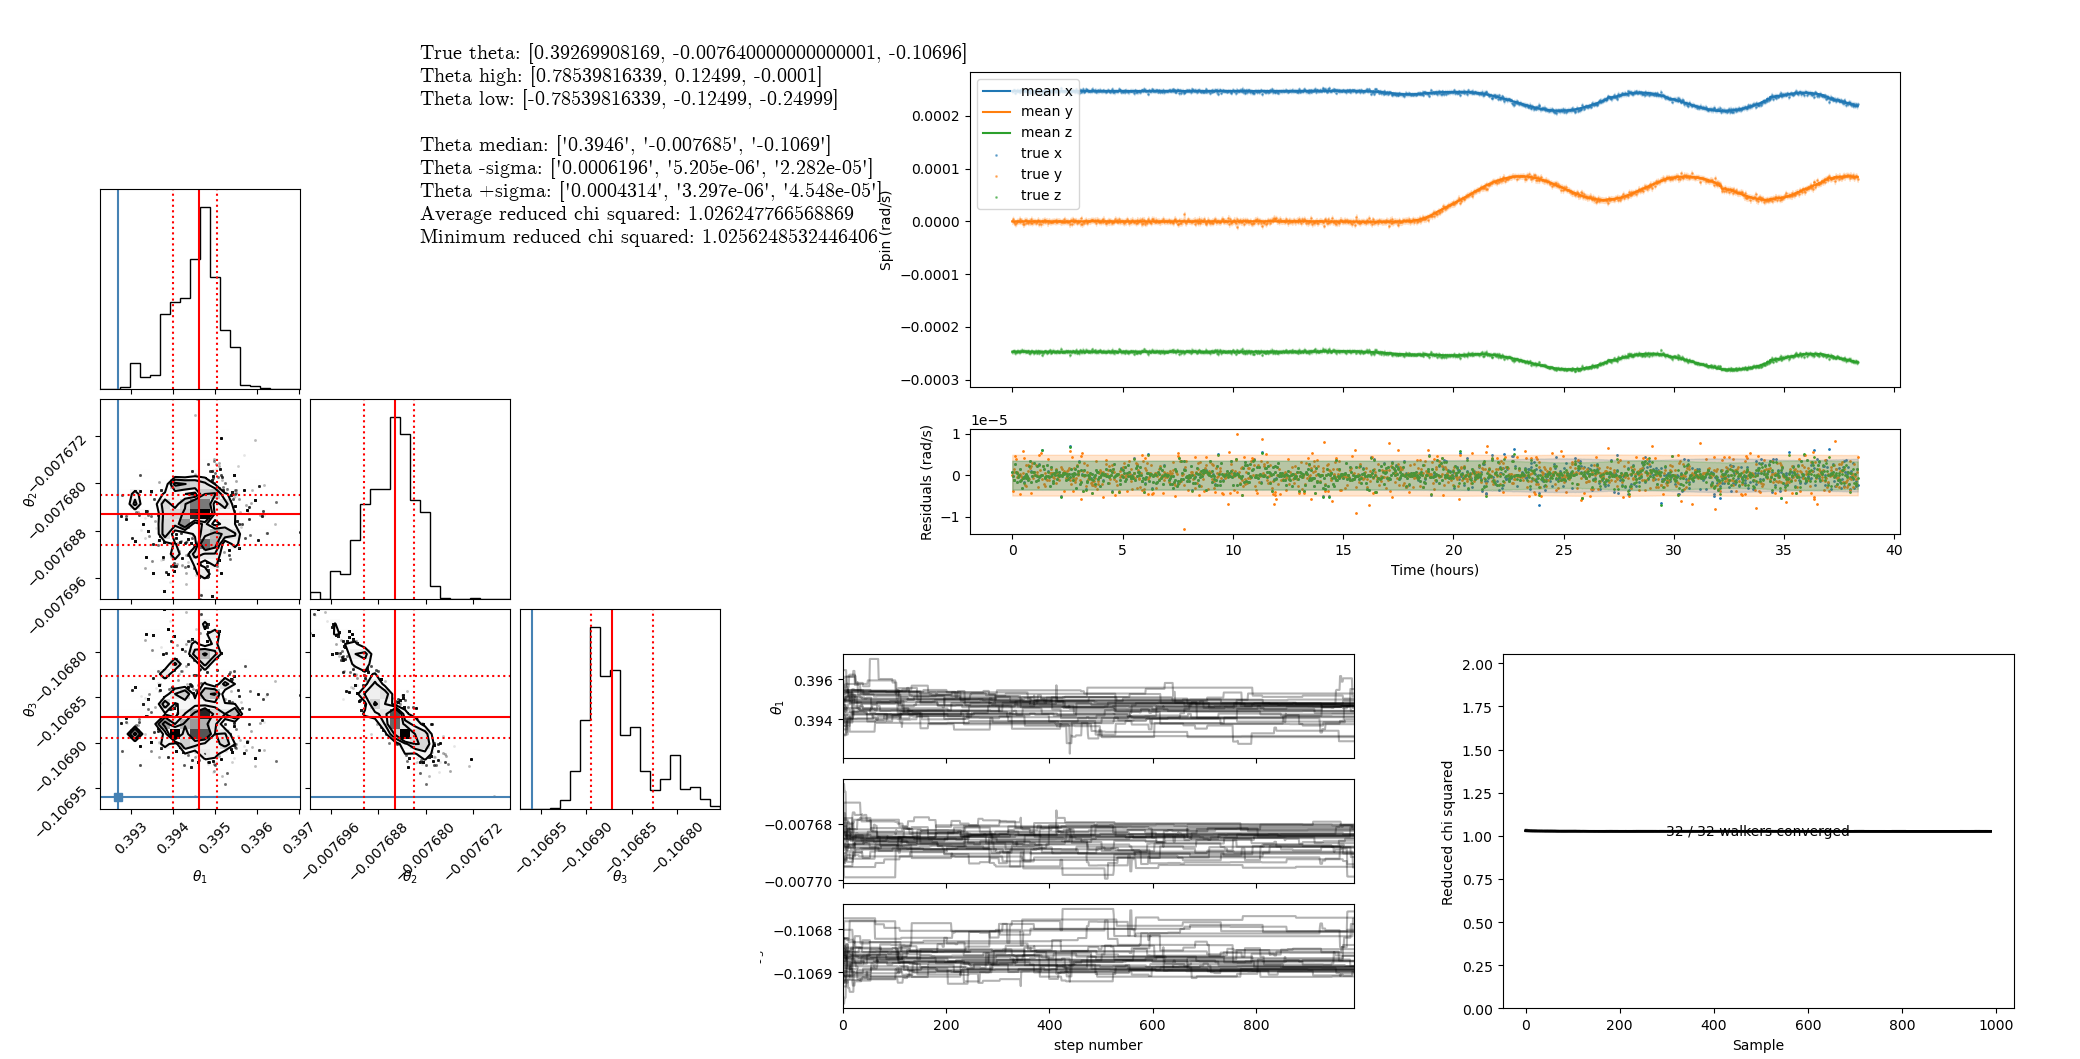 True theta: [0.39269908169, -0.007640000000000001, -0.10696]
Theta high: [0.78539816339, 0.12499, -0.0001]
Theta low: [-0.78539816339, -0.12499, -0.24999]
Theta median: ['0.3946', '-0.007685', '-0.1069']
Theta -sigma: ['0.0006196', '5.205e-06', '2.282e-05']
Theta +sigma: ['0.0004314', '3.297e-06', '4.548e-05']
Average reduced chi squared: 1.026247766568869
Minimum reduced chi squared: 1.0256248532446406
mean x
mean y
mean z
true x
true y
true z
Spin (rad/s)
0.0002
0.0001
0.0000
−0.0001
−0.0002
−0.0003
1e−5
Residuals (rad/s)
1
0
−1
0
5
10
15
20
25
30
35
40
Time (hours)
θ2
−0.007672
−0.007680
−0.007688
−0.007696
θ3
−0.10680
−0.10685
−0.10690
−0.10695
0.393
0.394
0.395
0.396
0.397
θ1
−0.007696
−0.007688
−0.007680
−0.007672
θ2
−0.10695
−0.10690
−0.10685
−0.10680
θ3
θ1
0.396
0.394
−0.00768
−0.00770
−0.1068
−0.1069
0
200
400
600
800
step number
Reduced chi squared
2.00
1.75
1.50
1.25
1.00
0.75
0.50
0.25
0.00
32 / 32 walkers converged
0
200
400
600
800
1000
Sample